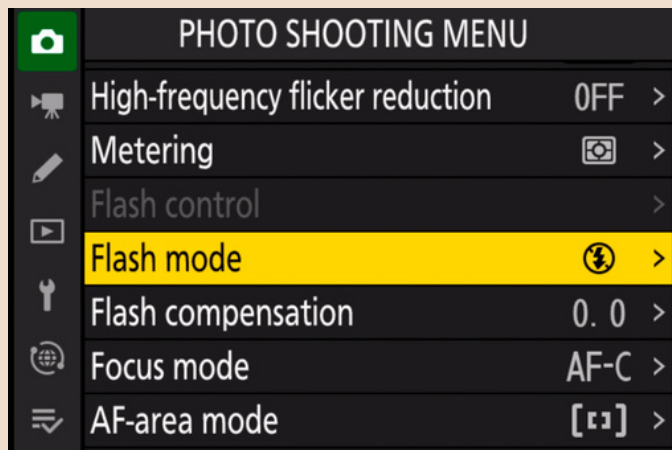 PHOTO SHOOTING MENU
High-frequency flicker reduction OFF >
Metering >
Flash control >
Flash mode >
Flash compensation 0. 0 >
Focus mode AF-C >
AF-area mode >